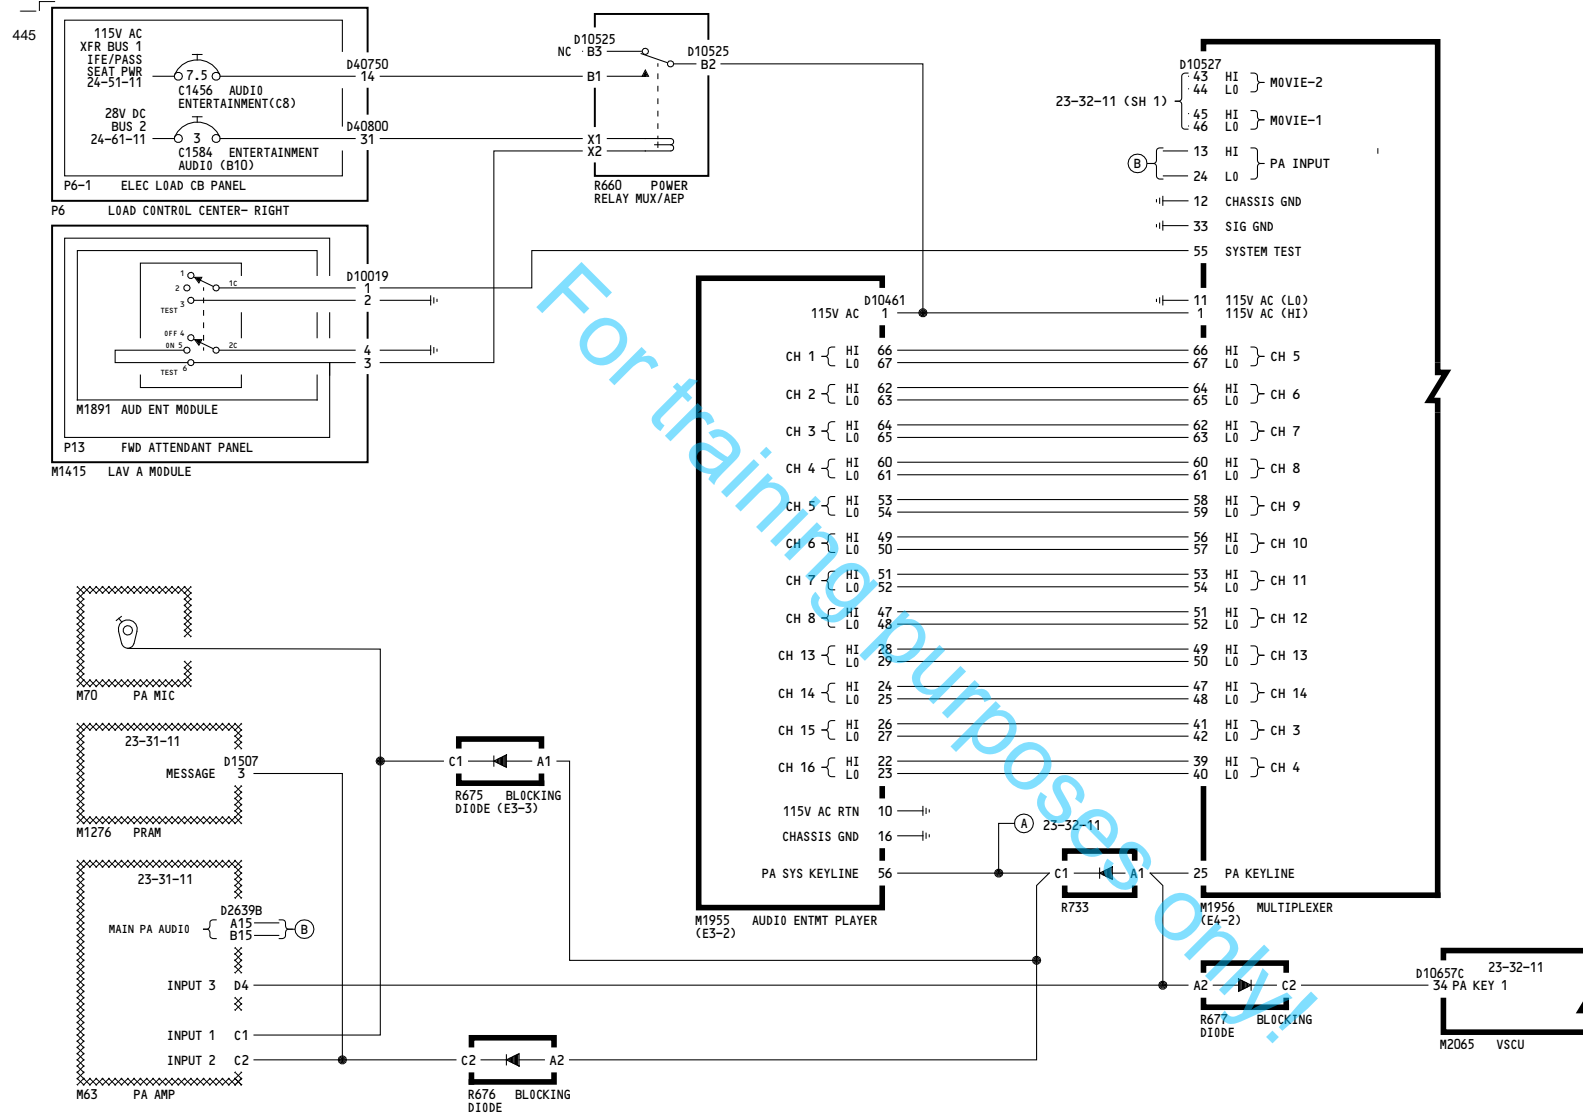 445
115V AC
XFR BUS 1
IFE/PASS
SEAT PWR
24-51-11
7.5
C1456 AUDIO
ENTERTAINMENT(C8)
D40750
14
28V DC
BUS 2
24-61-11
3
C1584 ENTERTAINMENT
AUDIO (B10)
D40800
31
P6-1 ELEC LOAD CB PANEL
P6 LOAD CONTROL CENTER- RIGHT
D10525
NC B3
B1
X1
X2
D10525
B2
R660 POWER
RELAY MUX/AEP
1
2
TEST 3
1C
OFF 4
ON 5
TEST 6
2C
D10019
1
2
4
3
M1891 AUD ENT MODULE
P13 FWD ATTENDANT PANEL
M1415 LAV A MODULE
D10527
23-32-11 (SH 1)
43 HI
44 LO
MOVIE-2
45 HI
46 LO
MOVIE-1
B
13 HI
24 LO
PA INPUT
12 CHASSIS GND
33 SIG GND
55 SYSTEM TEST
11 115V AC (LO)
1 115V AC (HI)
D10461
115V AC 1
CH 1 HI 66
LO 67
66 HI
67 LO
CH 5
CH 2 HI 62
LO 63
64 HI
65 LO
CH 6
CH 3 HI 64
LO 65
62 HI
63 LO
CH 7
CH 4 HI 60
LO 61
60 HI
61 LO
CH 8
CH 5 HI 53
LO 54
58 HI
59 LO
CH 9
CH 6 HI 49
LO 50
56 HI
57 LO
CH 10
CH 7 HI 51
LO 52
53 HI
54 LO
CH 11
CH 8 HI 47
LO 48
51 HI
52 LO
CH 12
CH 13 HI 28
LO 29
49 HI
50 LO
CH 13
CH 14 HI 24
LO 25
47 HI
48 LO
CH 14
CH 15 HI 26
LO 27
41 HI
42 LO
CH 3
CH 16 HI 22
LO 23
39 HI
40 LO
CH 4
115V AC RTN 10
CHASSIS GND 16
PA SYS KEYLINE 56
A 23-32-11
C1 A1
R733
25 PA KEYLINE
M1955 AUDIO ENTMT PLAYER
(E3-2)
M1956 MULTIPLEXER
(E4-2)
M70 PA MIC
23-31-11
D1507
MESSAGE 3
M1276 PRAM
C1 A1
R675 BLOCKING
DIODE (E3-3)
23-31-11
D2639B
MAIN PA AUDIO
A15
B15
B
INPUT 3 D4
INPUT 1 C1
INPUT 2 C2
M63 PA AMP
C2 A2
R676 BLOCKING
DIODE
A2 C2
R677 BLOCKING
DIODE
D10657C
23-32-11
34 PA KEY 1
M2065 VSCU
For training purposes only!